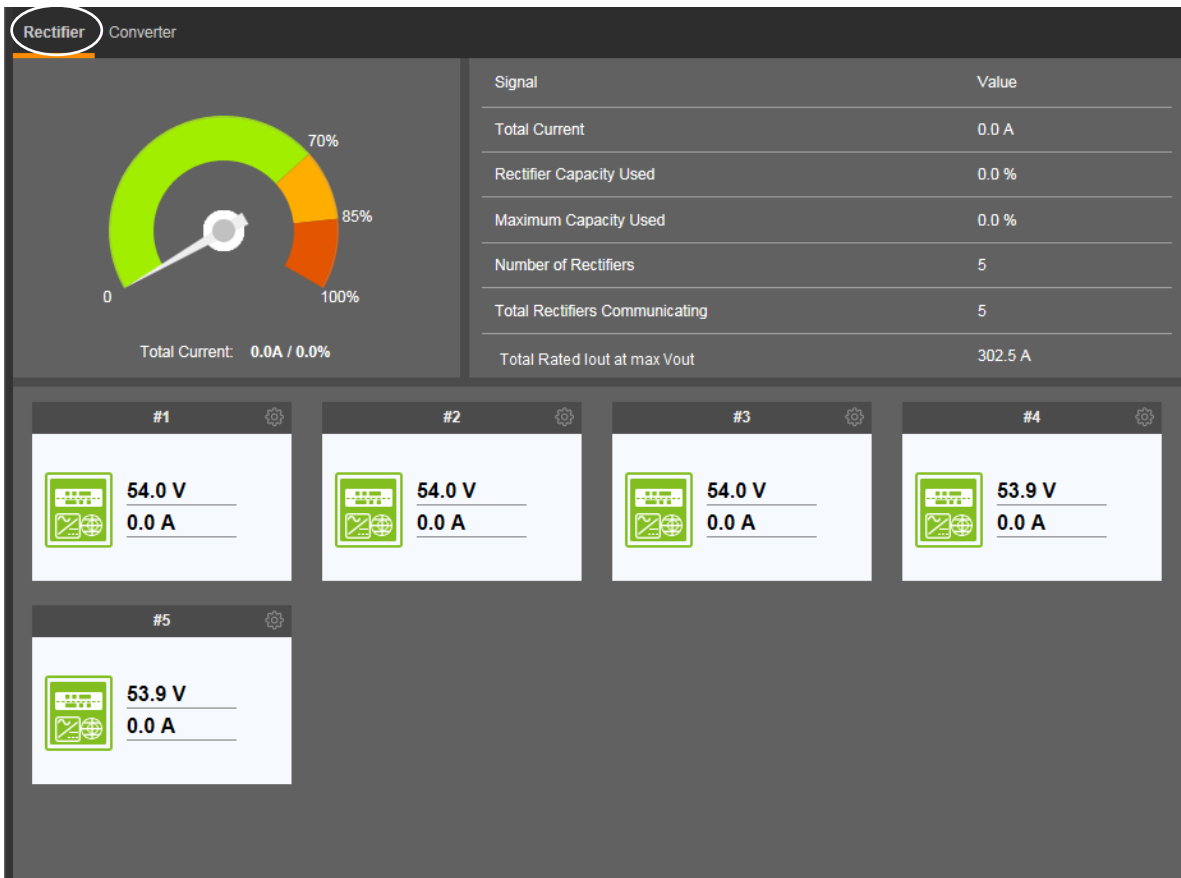 Rectifier Converter
Signal Value
Total Current 0.0 A
Rectifier Capacity Used 0.0 %
Maximum Capacity Used 0.0 %
Number of Rectifiers 5
Total Rectifiers Communicating 5
Total Rated Iout at max Vout 302.5 A
70%
85%
0 100%
Total Current: 0.0A / 0.0%
#1 #2 #3 #4
54.0 V 54.0 V 54.0 V 53.9 V
0.0 A 0.0 A 0.0 A 0.0 A
#5
53.9 V
0.0 A